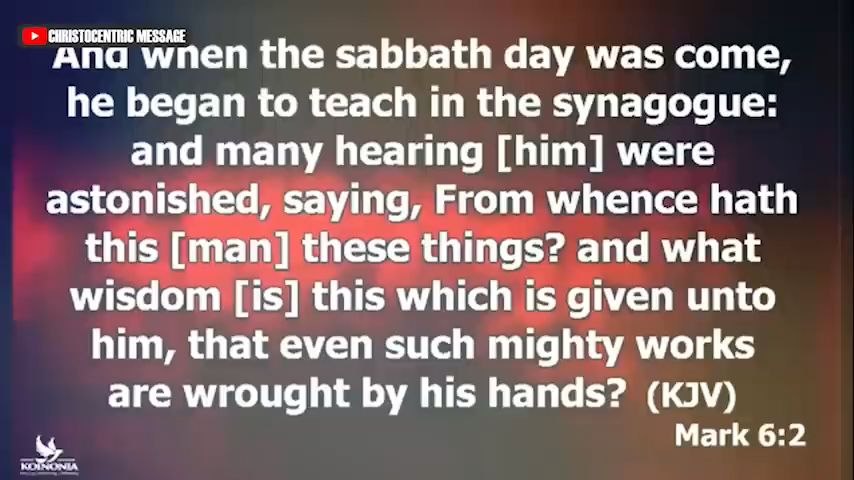 CHRISTOCENTRIC MESSAGE
And when the sabbath day was come,
he began to teach in the synagogue:
and many hearing [him] were
astonished, saying, From whence hath
this [man] these things? and what
wisdom [is] this which is given unto
him, that even such mighty works
are wrought by his hands? (KJV)
Mark 6:2
KOINONIA